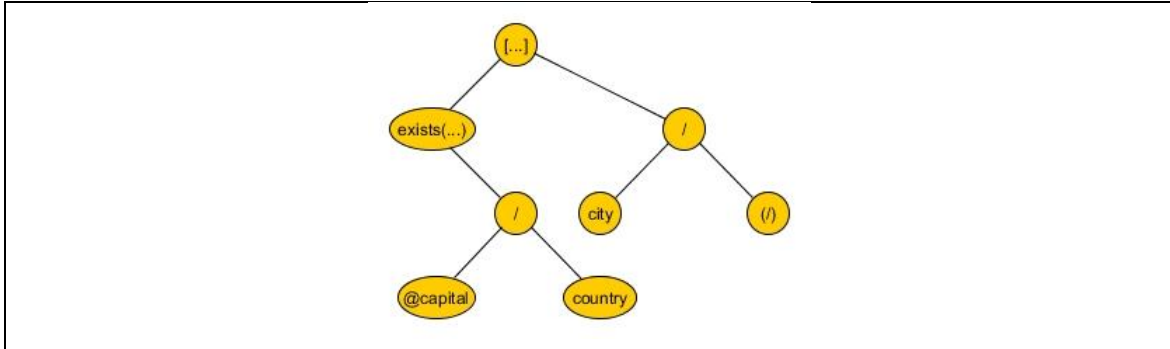 [...]
exists(...)
/
/
city
(/)
@capital
country